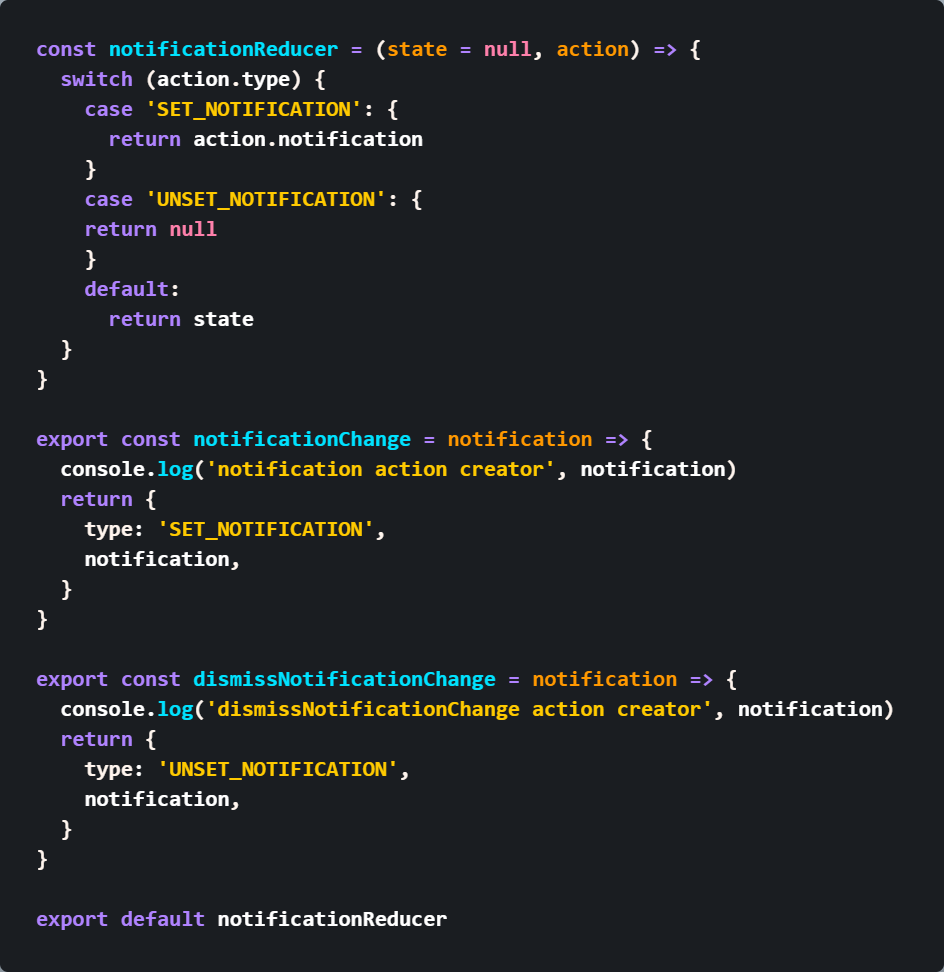 const notificationReducer = (state = null, action) => {
  switch (action.type) {
    case 'SET_NOTIFICATION': {
      return action.notification
    }
    case 'UNSET_NOTIFICATION': {
    return null
    }
    default:
      return state
  }
}

export const notificationChange = notification => {
  console.log('notification action creator', notification)
  return {
    type: 'SET_NOTIFICATION',
    notification,
  }
}

export const dismissNotificationChange = notification => {
  console.log('dismissNotificationChange action creator', notification)
  return {
    type: 'UNSET_NOTIFICATION',
    notification,
  }
}

export default notificationReducer